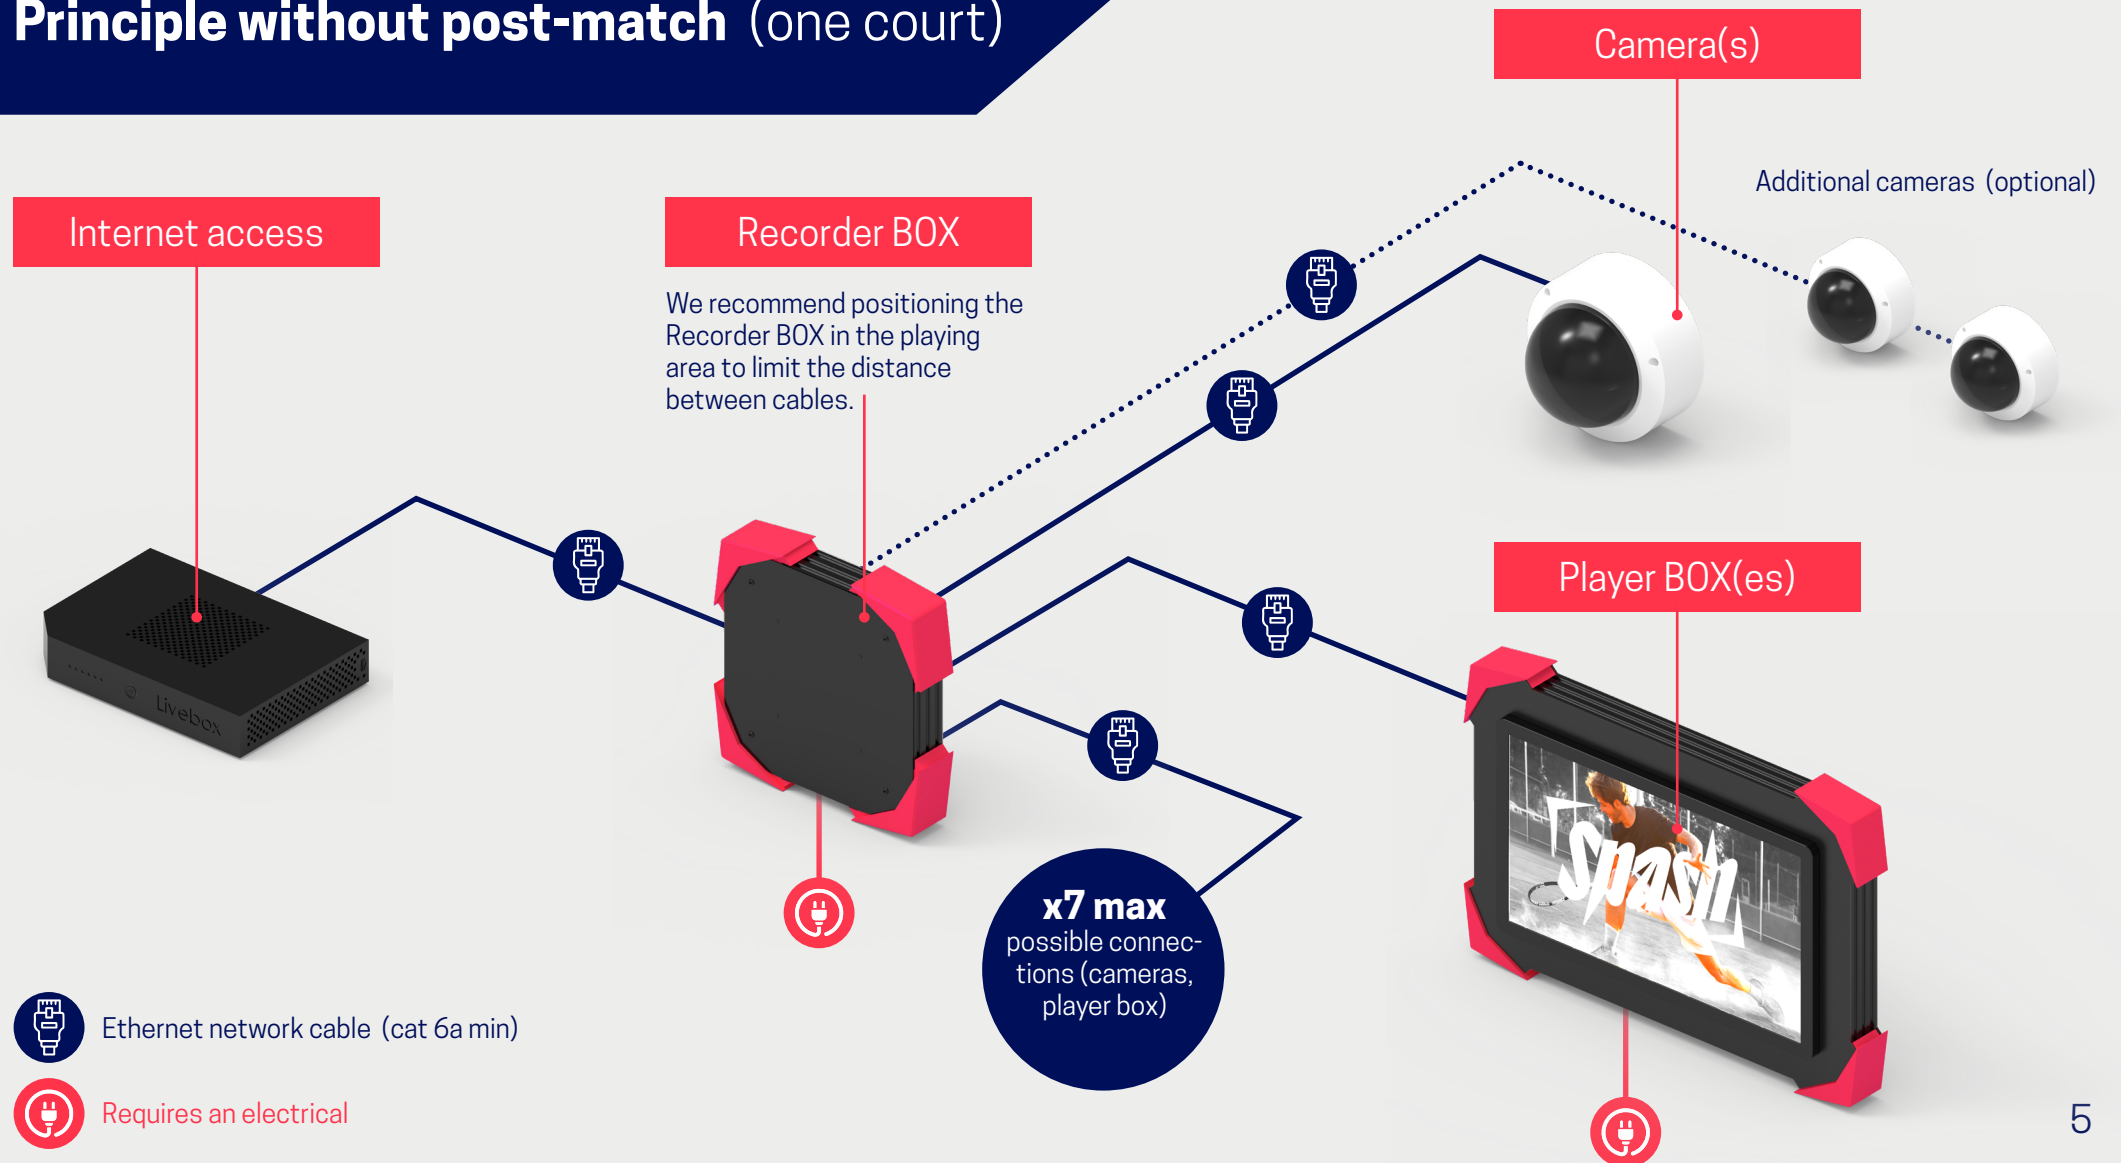 Principle without post-match (one court)
Camera(s)
Additional cameras (optional)
Internet access
Recorder BOX
We recommend positioning the
Recorder BOX in the playing
area to limit the distance
between cables.
Player BOX(es)
Livebox
Spash
x7 max
possible connec-
tions (cameras,
player box)
Ethernet network cable (cat 6a min)
Requires an electrical
5